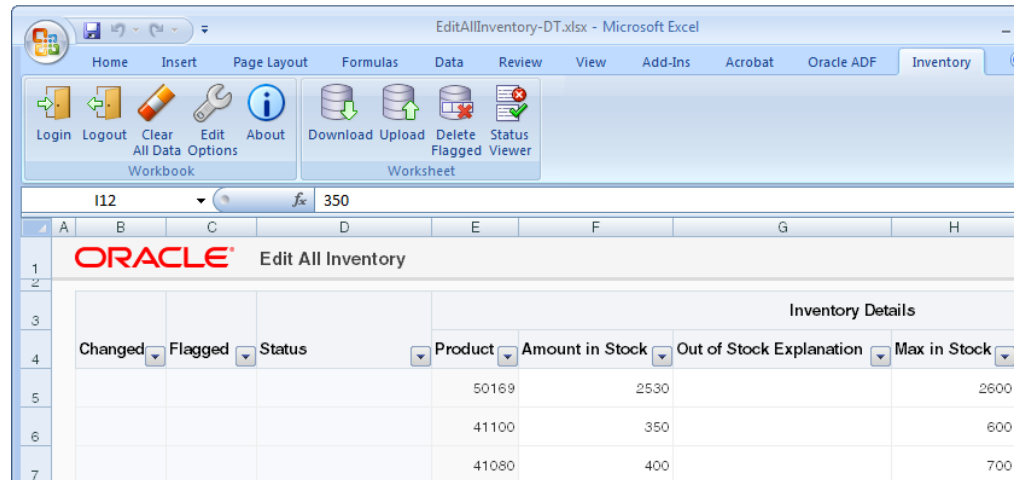 EditAllInventory-DT.xlsx - Microsoft Excel
Home Insert Page Layout Formulas Data Review View Add-Ins Acrobat Oracle ADF Inventory
Login Logout Clear All Data Edit Options About Download Upload Delete Flagged Status Viewer
Workbook Worksheet
I12 fx 350
A B C D E F G H
1 ORACLE® Edit All Inventory
2
3 Inventory Details
4 Changed Flagged Status Product Amount in Stock Out of Stock Explanation Max in Stock
5 50169 2530 2600
6 41100 350 600
7 41080 400 700